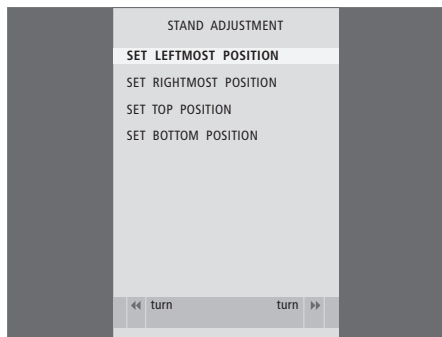 STAND ADJUSTMENT
SET LEFTMOST POSITION
SET RIGHTMOST POSITION
SET TOP POSITION
SET BOTTOM POSITION
turn turn